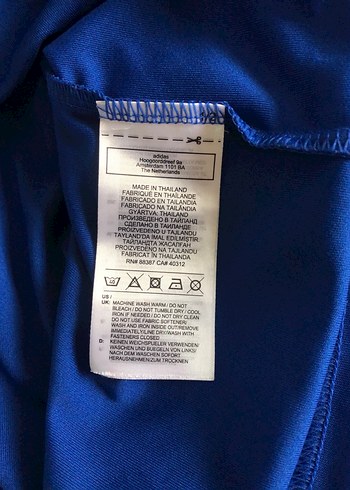 adidas
Hoogoorddreef 9a
Amsterdam 1101 BA
The Netherlands
MADE IN THAILAND
FABRIQUÉ EN THAÏLANDE
FABRICADO EN TAILANDIA
FABRICADO NA TAILÂNDIA
GYÁRTVA: THAILAND
ПРОИЗВЕДЕНО В ТАЙЛАНД
СДЕЛАНО В ТАИЛАНДЕ
PROIZVEDENO U TAJLANDU
TAYLAND'DA İMAL EDİLMİŞTİR
ТАИЛАНДТА ЖАСАЛҒАН
PROIZVEDENO NA TAJLANDU
FABRICAT ÎN THAILANDA
RN# 88387 CA# 40312
US /
UK: MACHINE WASH WARM / DO NOT
BLEACH / DO NOT TUMBLE DRY / COOL
IRON IF NEEDED / DO NOT DRY CLEAN
DO NOT USE FABRIC SOFTENER/
WASH AND IRON INSIDE OUT/REMOVE
IMMEDIATELY/LINE DRY/WASH WITH
FASTENERS CLOSED
D: KEINEN WEICHSPUELER VERWENDEN/
WASCHEN UND BUEGELN VON LINKS/
NACH DEM WASCHEN SOFORT
HERAUSNEHMEN/ZUM TROCKNEN